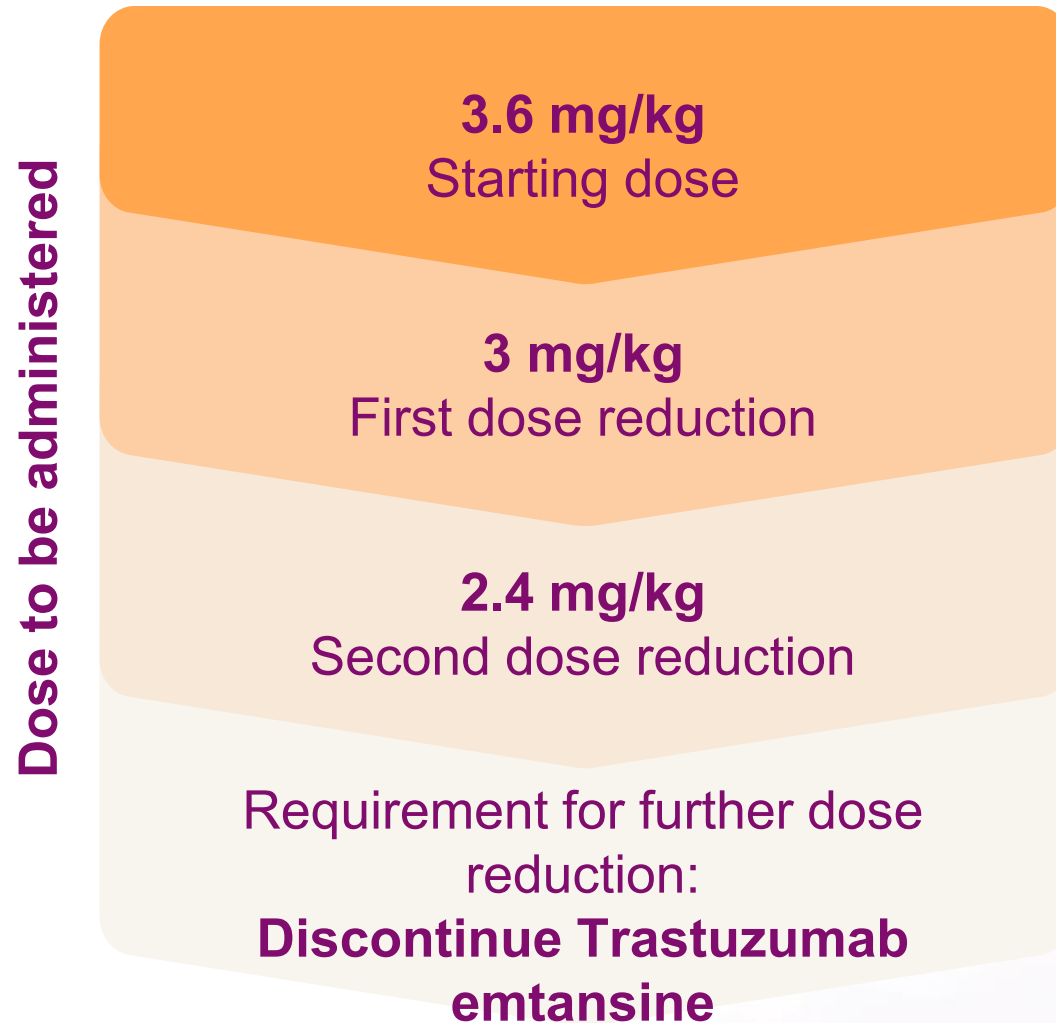 Dose to be administered
3.6 mg/kg
Starting dose
3 mg/kg
First dose reduction
2.4 mg/kg
Second dose reduction
Requirement for further dose
reduction:
Discontinue Trastuzumab
emtansine